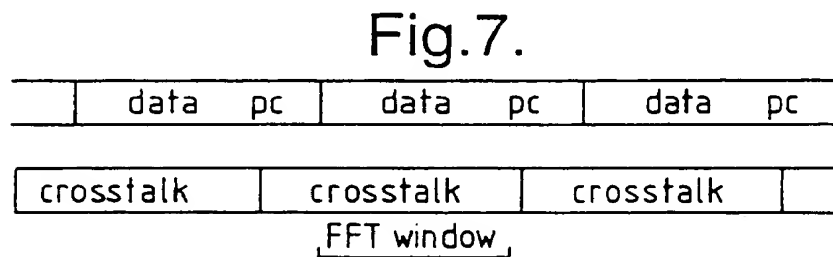 Fig.7.
data pc data pc data pc
crosstalk crosstalk crosstalk
FFT window